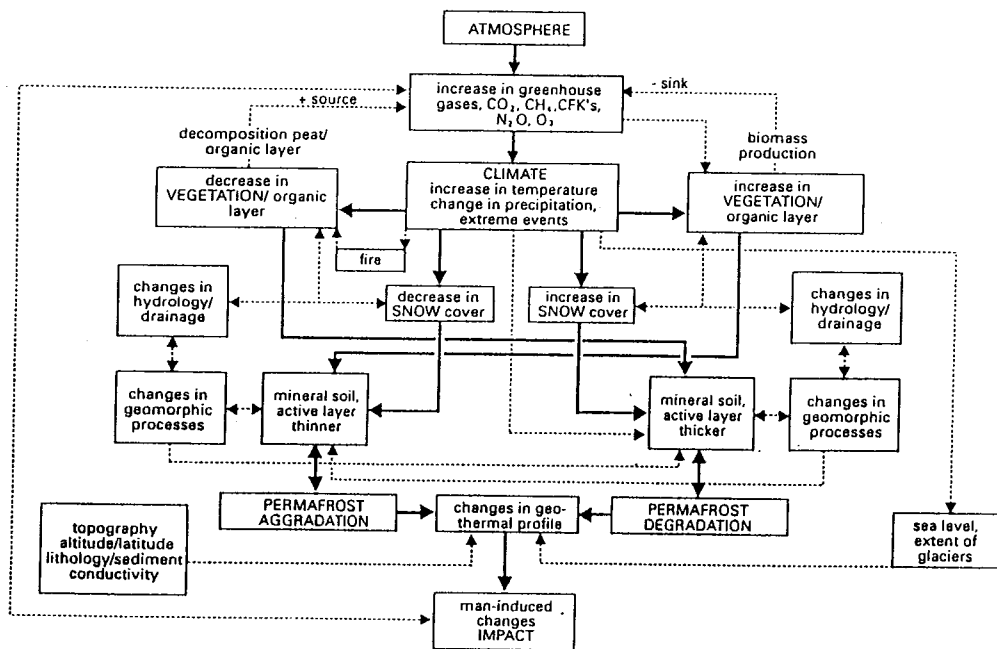 ATMOSPHERE
increase in greenhouse
gases, CO₂, CH₄, CFK's,
N₂O, O₃
+ source
- sink
decomposition peat/
organic layer
biomass
production
decrease in
VEGETATION/ organic
layer
CLIMATE
increase in temperature
change in precipitation,
extreme events
increase in
VEGETATION/
organic layer
fire
changes in
hydrology/
drainage
decrease in
SNOW cover
increase in
SNOW cover
changes in
hydrology/
drainage
changes in
geomorphic
processes
mineral soil,
active layer
thinner
mineral soil,
active layer
thicker
changes in
geomorphic
processes
PERMAFROST
AGGRADATION
changes in geo-
thermal profile
PERMAFROST
DEGRADATION
topography
altitude/latitude
lithology/sediment
conductivity
sea level,
extent of
glaciers
man-induced
changes
IMPACT